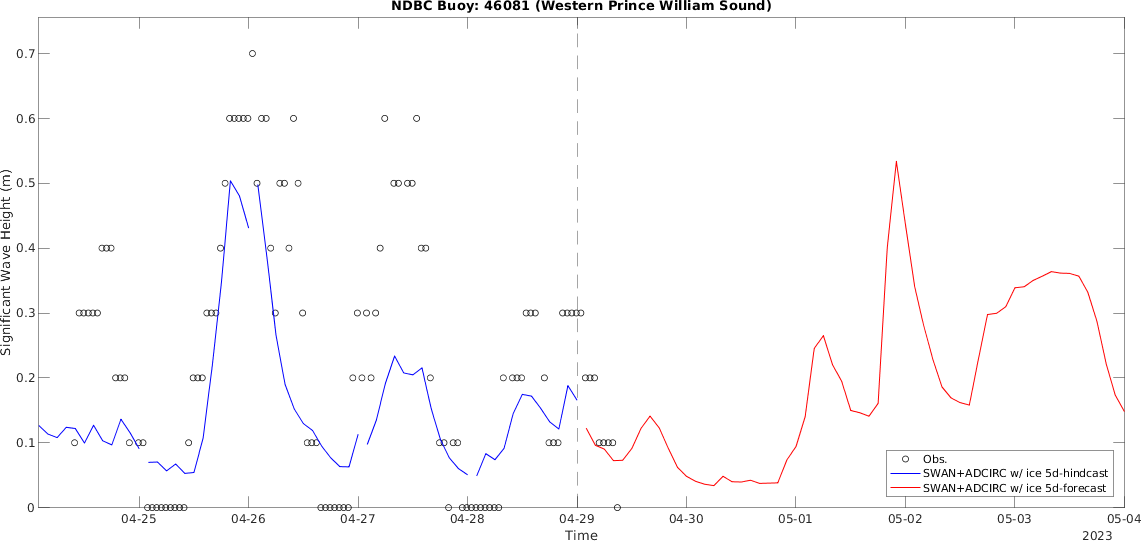 NDBC Buoy: 46081 (Western Prince William Sound)
Significant Wave Height (m)
0.7
0.6
0.5
0.4
0.3
0.2
0.1
0
04-25 04-26 04-27 04-28 04-29 04-30 05-01 05-02 05-03 05-04
Time
2023
Obs.
SWAN+ADCIRC w/ ice 5d-hindcast
SWAN+ADCIRC w/ ice 5d-forecast